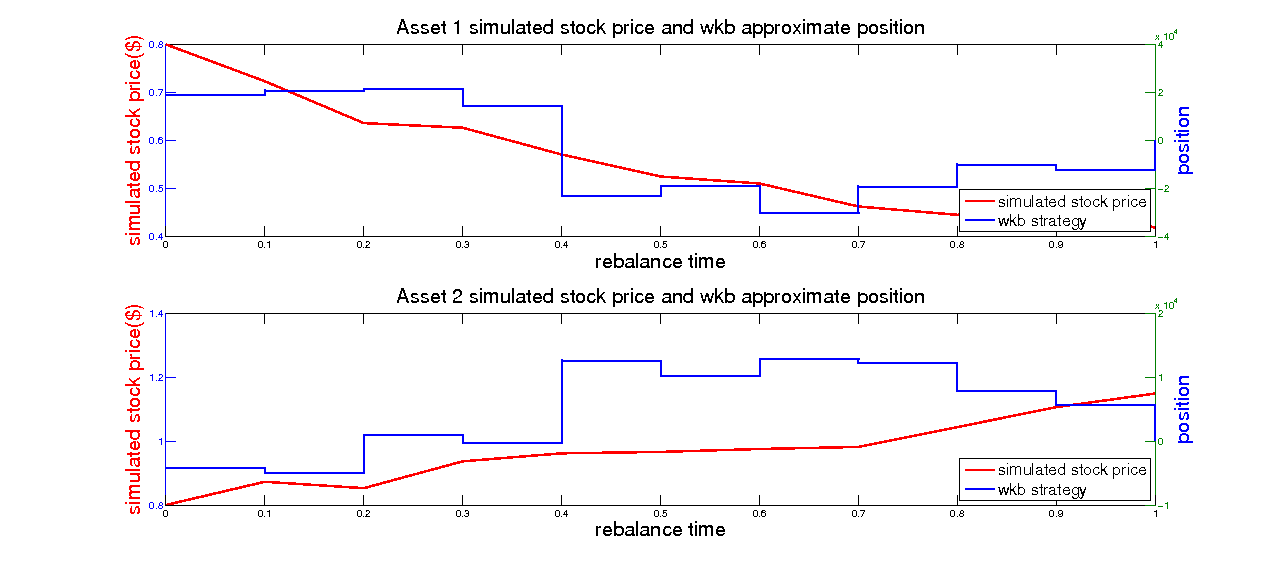 Asset 1 simulated stock price and wkb approximate position
x 10^4
simulated stock price($)
0.8
0.7
0.6
0.5
0.4
4
2
0
−2
−4
position
simulated stock price
wkb strategy
0 0.1 0.2 0.3 0.4 0.5 0.6 0.7 0.8 0.9 1
rebalance time
Asset 2 simulated stock price and wkb approximate position
x 10^4
simulated stock price($)
1.4
1.2
1
0.8
2
1
0
−1
position
simulated stock price
wkb strategy
0 0.1 0.2 0.3 0.4 0.5 0.6 0.7 0.8 0.9 1
rebalance time